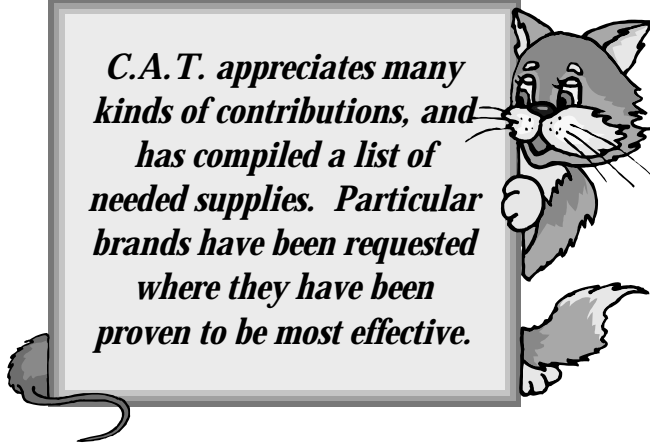 C.A.T. appreciates many
kinds of contributions, and
has compiled a list of
needed supplies.  Particular
brands have been requested
where they have been
proven to be most effective.